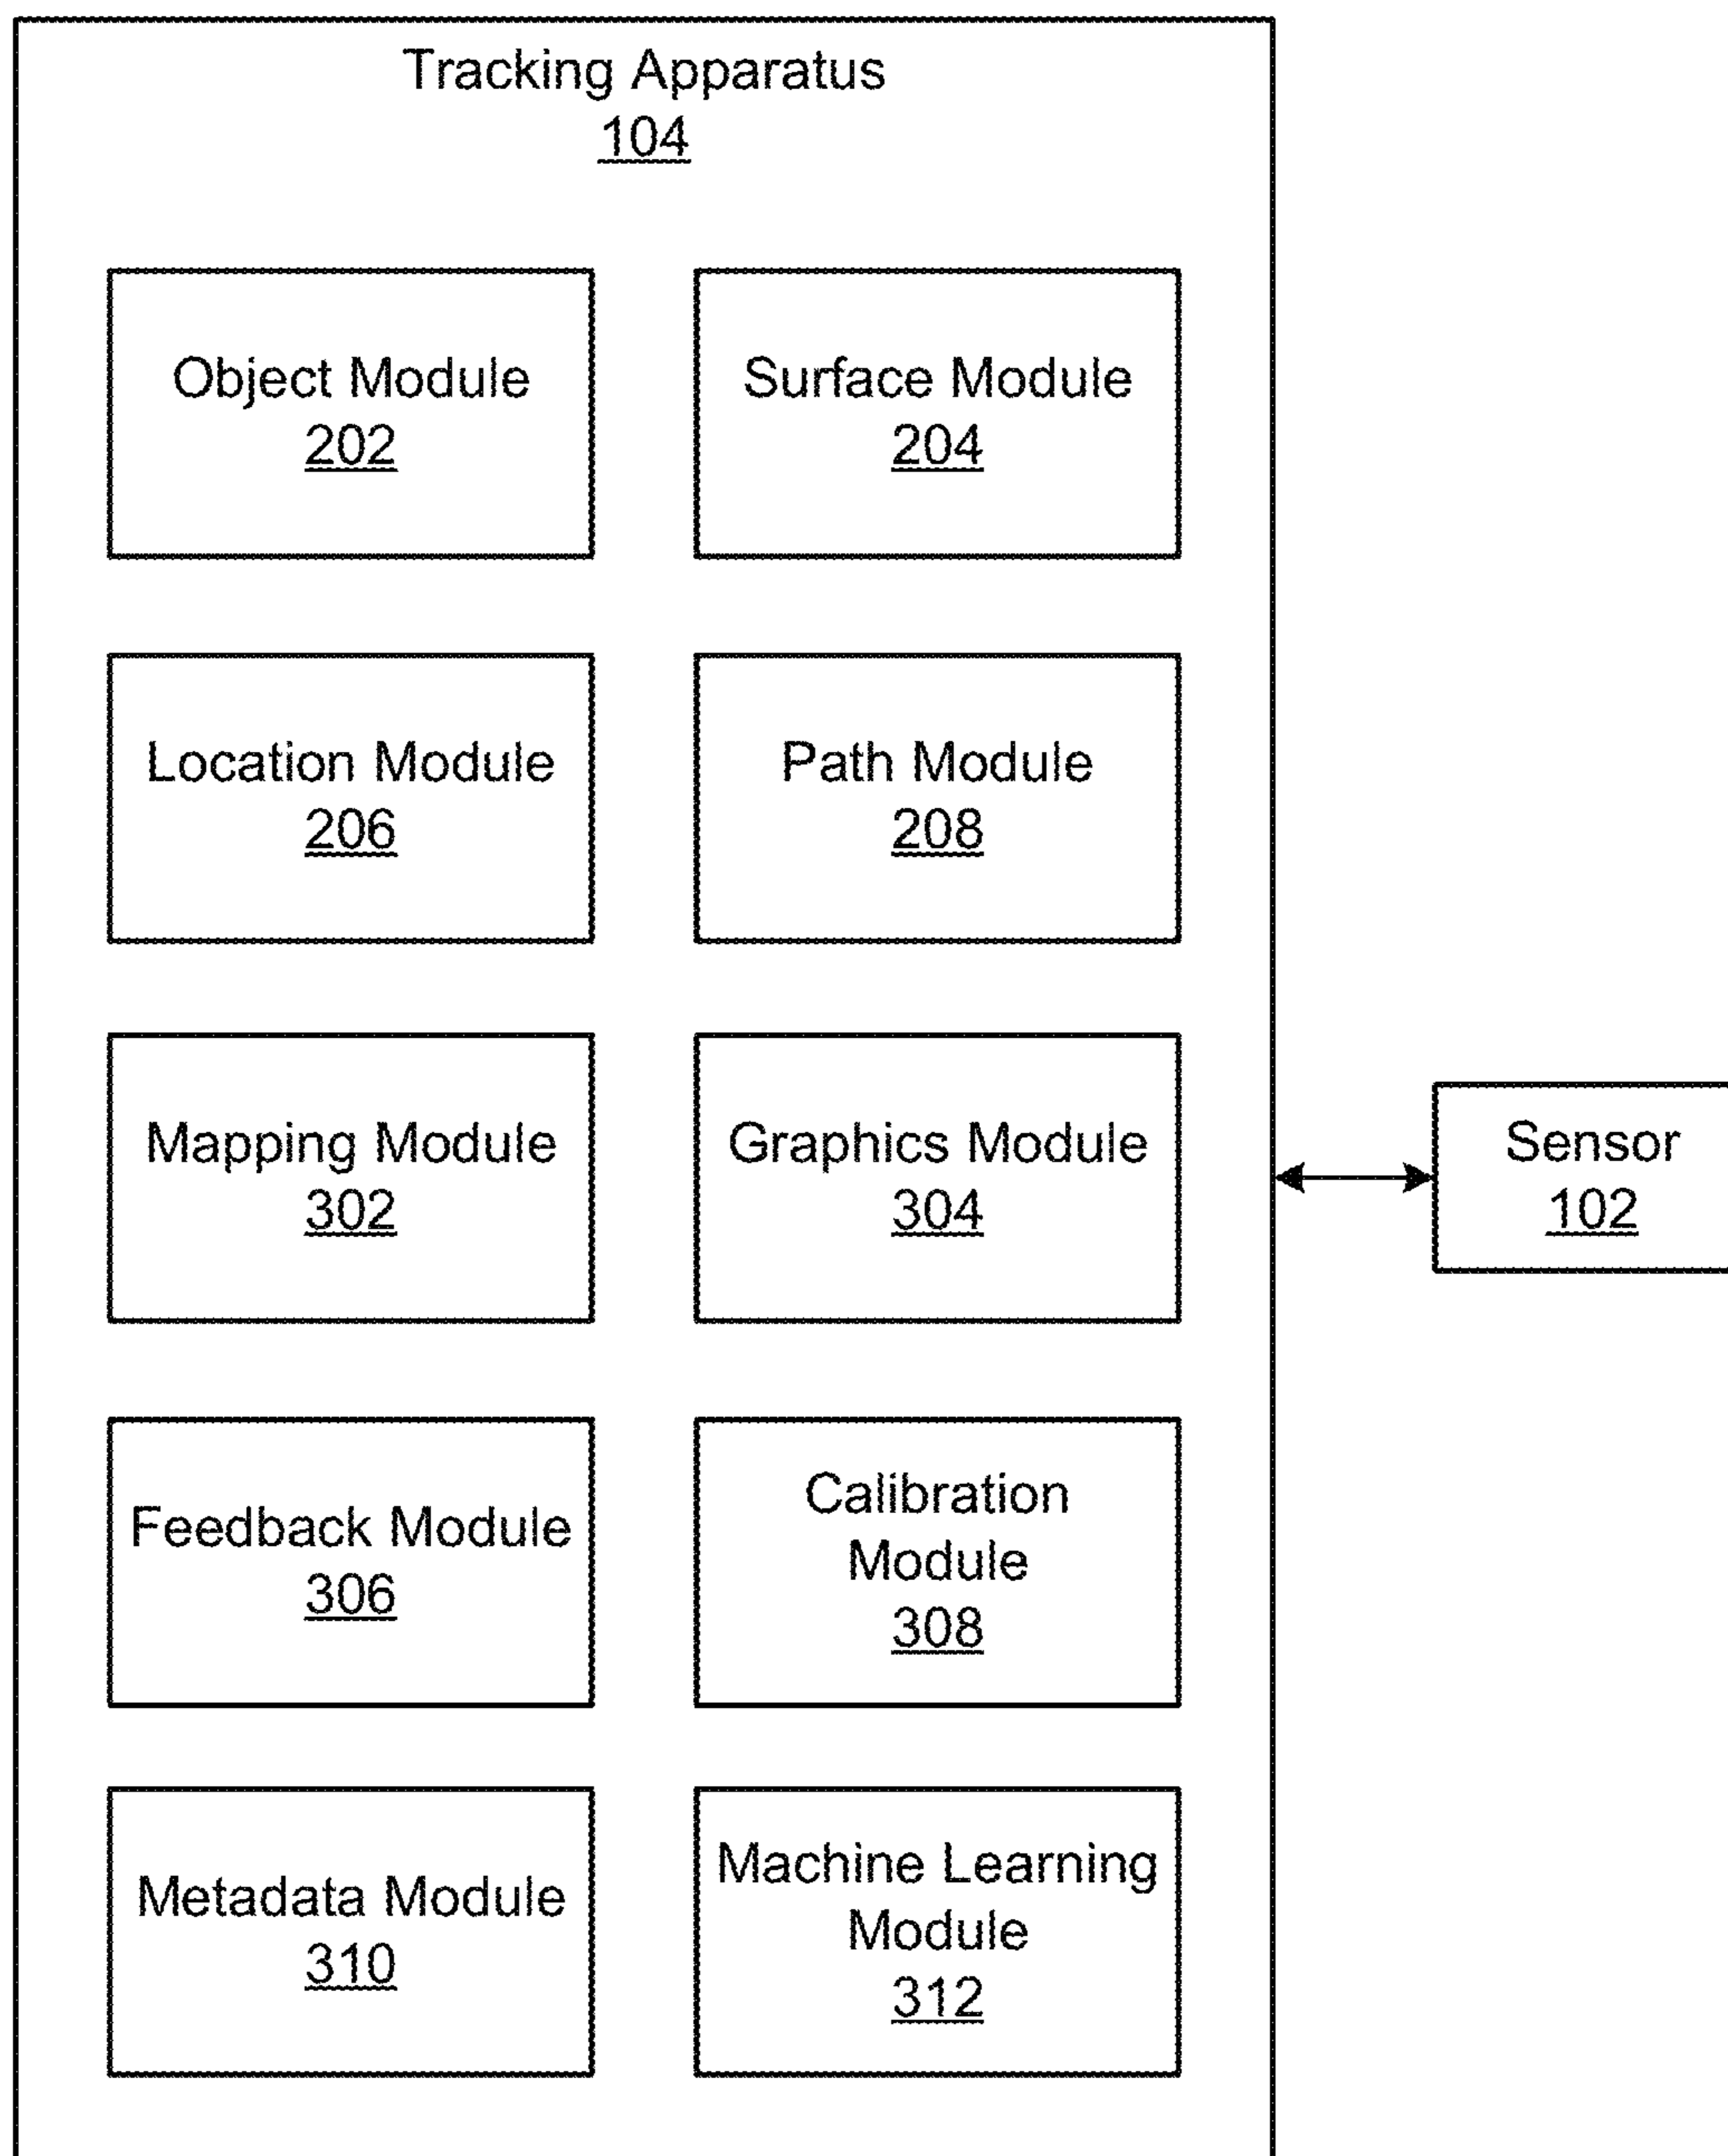 Tracking Apparatus
104
Object Module
202
Surface Module
204
Location Module
206
Path Module
208
Mapping Module
302
Graphics Module
304
Sensor
102
Feedback Module
306
Calibration
Module
308
Metadata Module
310
Machine Learning
Module
312